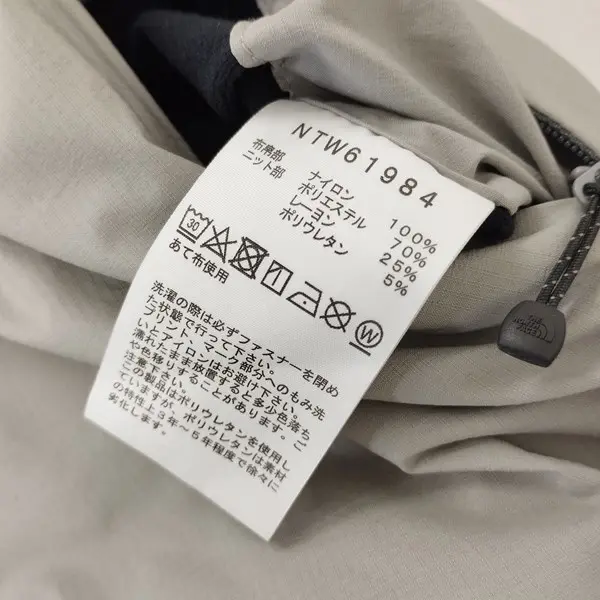 NTW61984
布帛部 ナイロン 100%
ニット部 ポリエステル 70%
レーヨン 25%
ポリウレタン 5%
30
W
あて布使用
洗濯の際は必ずファスナーを閉め
た状態で行って下さい。
プリント、マーク部分へのもみ洗
いとアイロンはお避け下さい。
濡れたまま放置すると多少色落ち
や色移りすることがあります。ご
注意下さい。
この製品はポリウレタンを使用し
ていますが、ポリウレタンは素材
の特性上3年~5年程度で徐々に
劣化します。
THE
NORTH
FACE